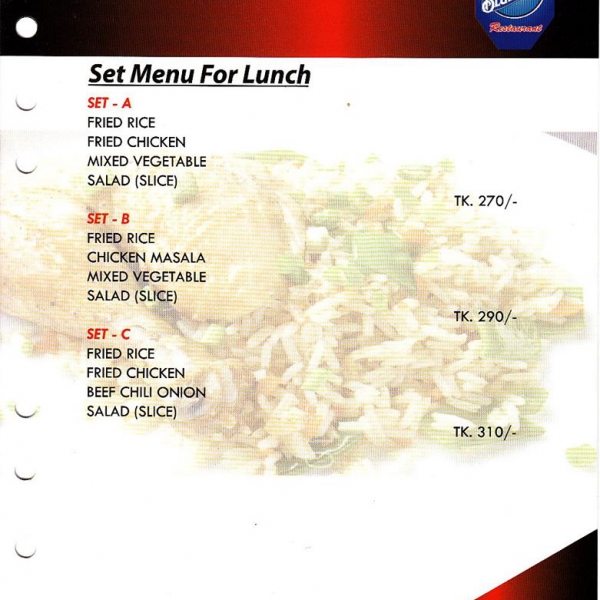 Restaurant
Set Menu For Lunch
SET - A
FRIED RICE
FRIED CHICKEN
MIXED VEGETABLE
SALAD (SLICE)
TK. 270/-
SET - B
FRIED RICE
CHICKEN MASALA
MIXED VEGETABLE
SALAD (SLICE)
TK. 290/-
SET - C
FRIED RICE
FRIED CHICKEN
BEEF CHILI ONION
SALAD (SLICE)
TK. 310/-